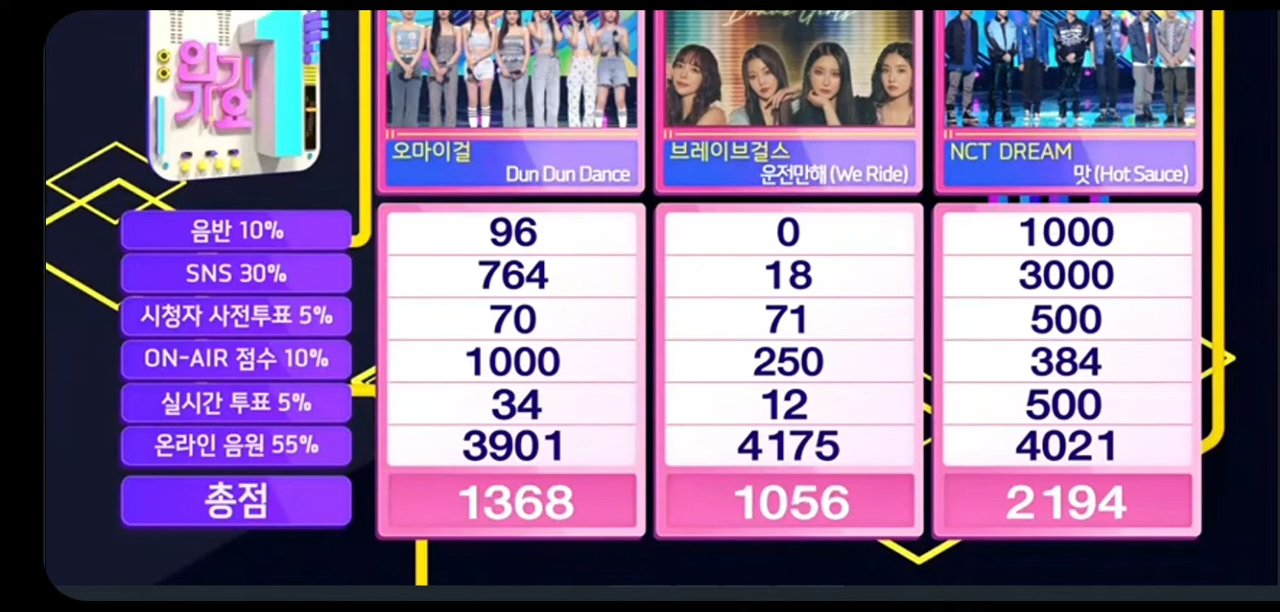 인기
가요
1
Brave Girls
오마이걸
Dun Dun Dance
브레이브걸스
운전만해 (We Ride)
NCT DREAM
맛 (Hot Sauce)
음반 10% 96 0 1000
SNS 30% 764 18 3000
시청자 사전투표 5% 70 71 500
ON-AIR 점수 10% 1000 250 384
실시간 투표 5% 34 12 500
온라인 음원 55% 3901 4175 4021
총점 1368 1056 2194